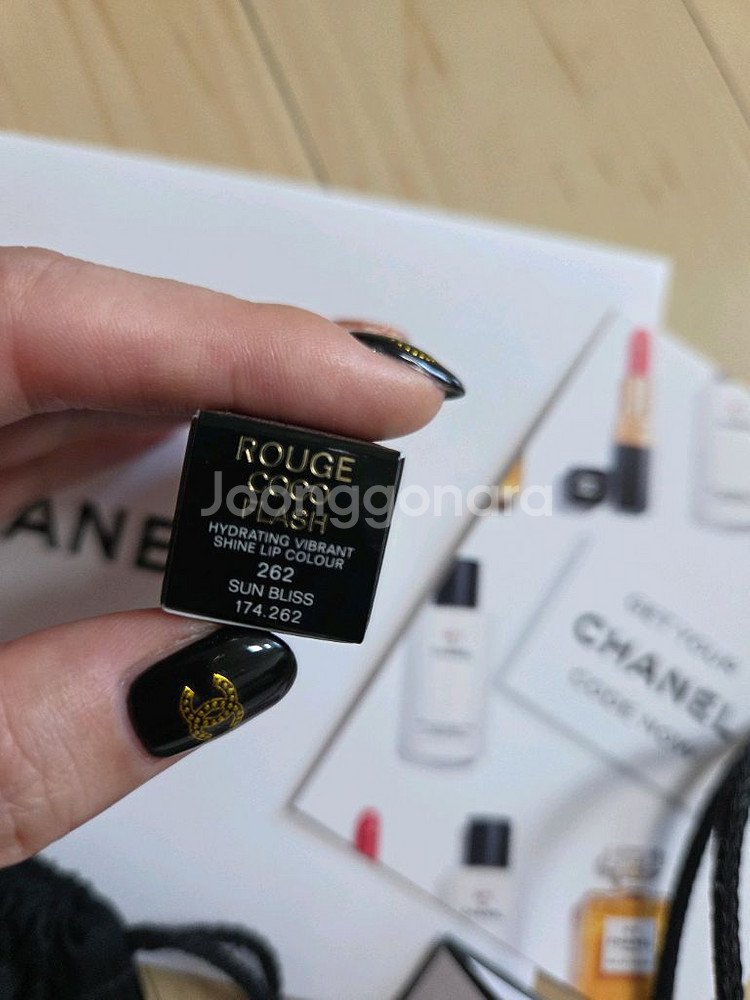 ROUGE
COCO
FLASH
HYDRATING VIBRANT
SHINE LIP COLOUR
262
SUN BLISS
174.262
Joonggonara
ANE
GET YOUR
CHANEL
CODE NOW